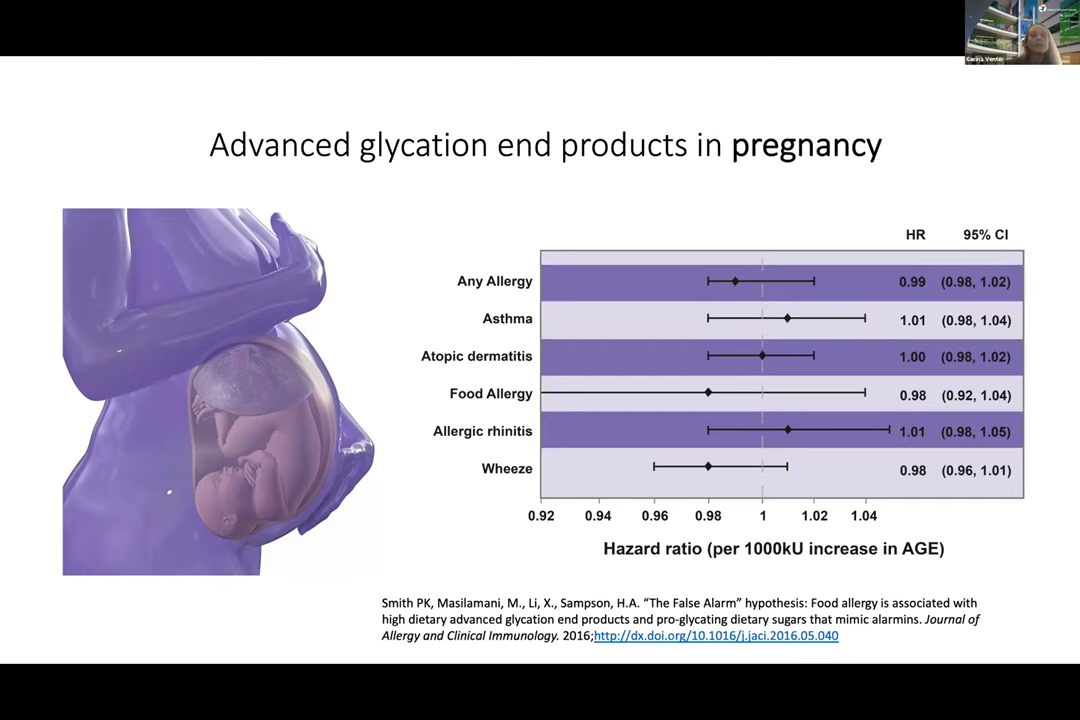 Carina Venter
Advanced glycation end products in pregnancy
HR 95% CI
Any Allergy 0.99 (0.98, 1.02)
Asthma 1.01 (0.98, 1.04)
Atopic dermatitis 1.00 (0.98, 1.02)
Food Allergy 0.98 (0.92, 1.04)
Allergic rhinitis 1.01 (0.98, 1.05)
Wheeze 0.98 (0.96, 1.01)
0.92 0.94 0.96 0.98 1 1.02 1.04
Hazard ratio (per 1000kU increase in AGE)
Smith PK, Masilamani, M., Li, X., Sampson, H.A. “The False Alarm” hypothesis: Food allergy is associated with
high dietary advanced glycation end products and pro-glycating dietary sugars that mimic alarmins. Journal of
Allergy and Clinical Immunology. 2016;http://dx.doi.org/10.1016/j.jaci.2016.05.040